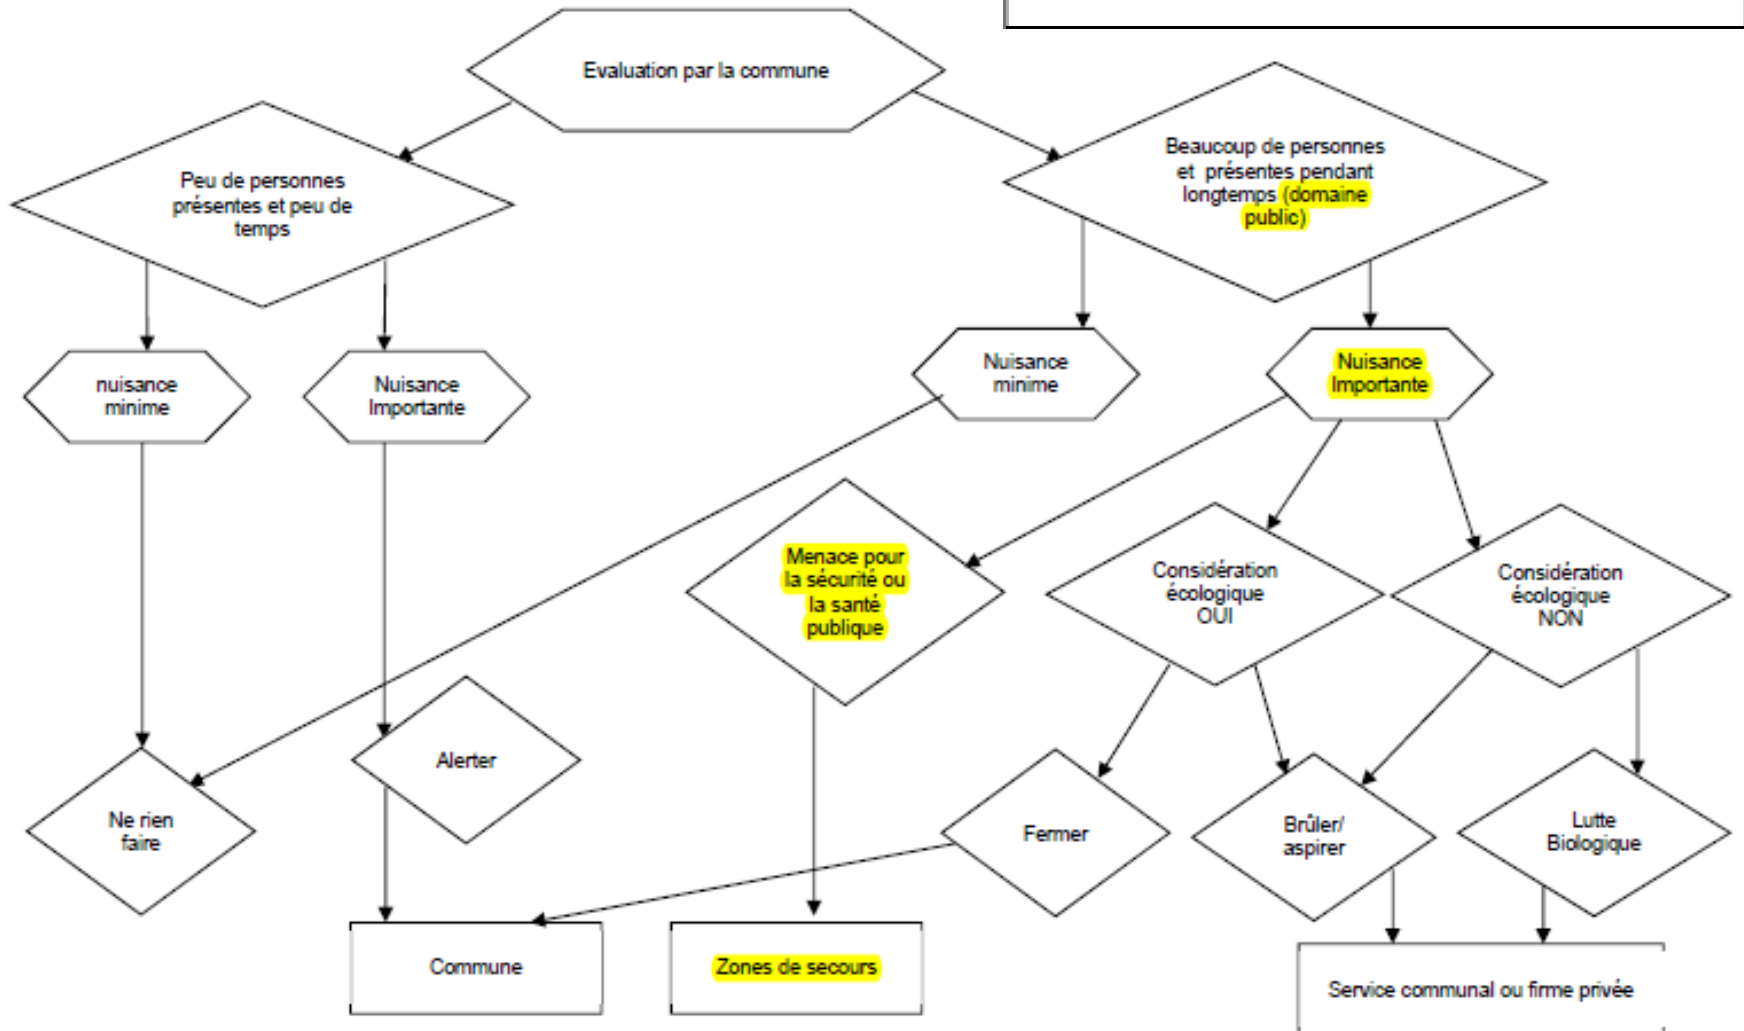 Evaluation par la commune
Peu de personnes
présentes et peu de
temps
Beaucoup de personnes
et présentes pendant
longtemps (domaine
public)
nuisance
minime
Nuisance
Importante
Nuisance
minime
Nuisance
Importante
Menace pour
la sécurité ou
la santé
publique
Considération
écologique
OUI
Considération
écologique
NON
Alerter
Ne rien
faire
Fermer
Brûler/
aspirer
Lutte
Biologique
Commune
Zones de secours
Service communal ou firme privée